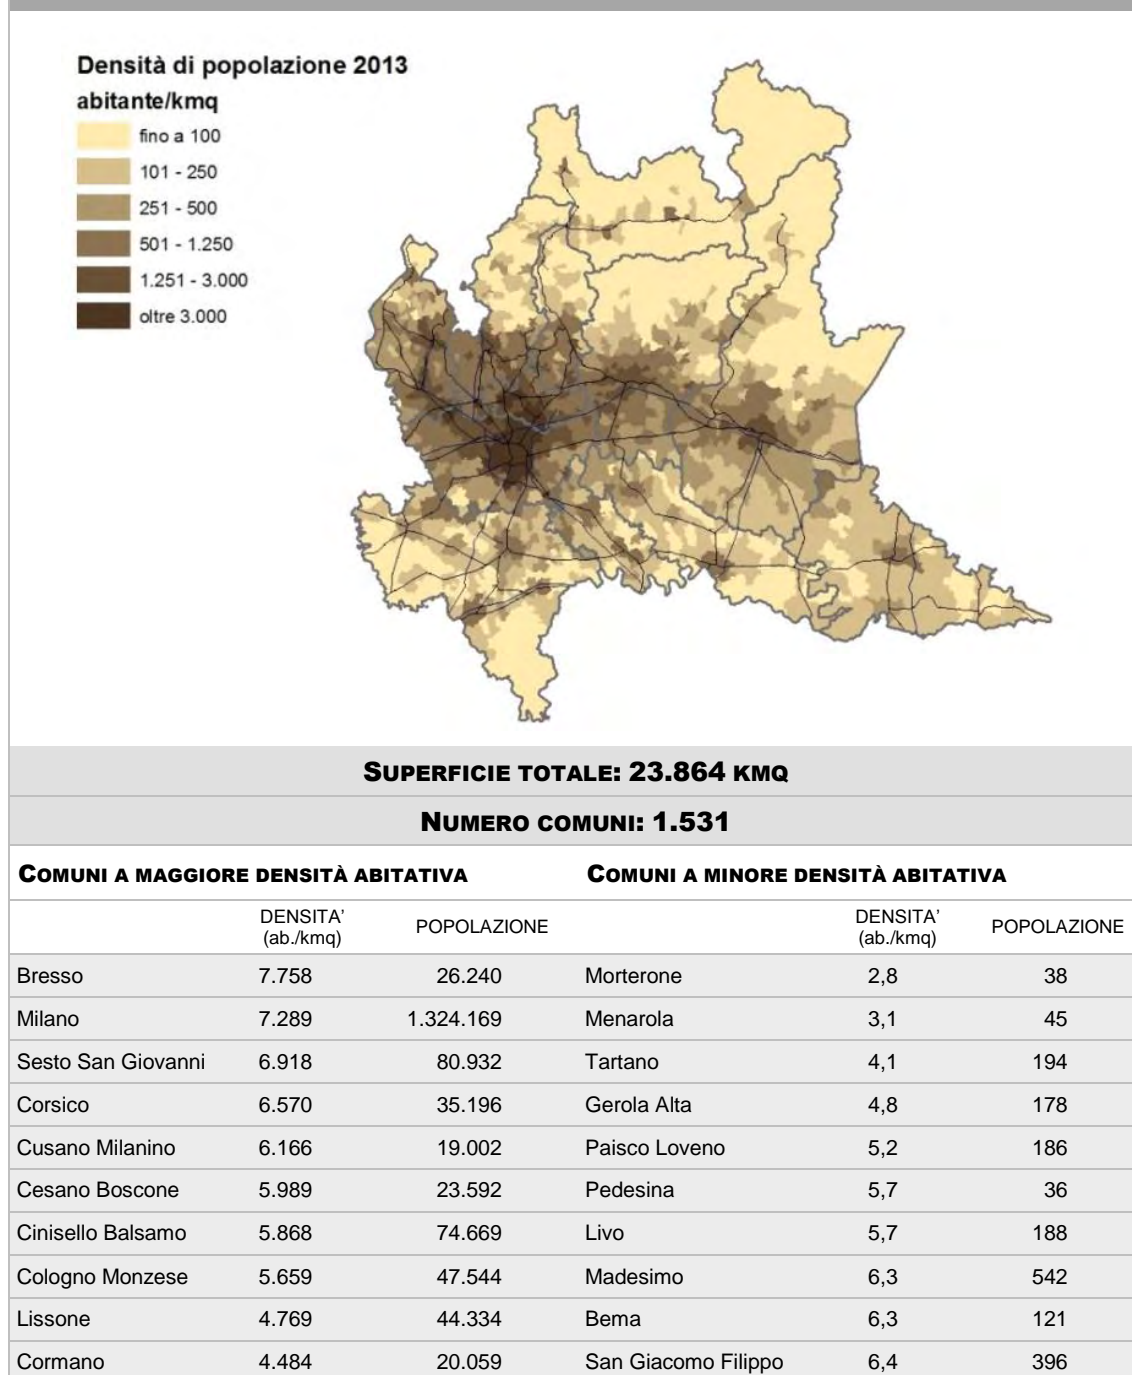 Densità di popolazione 2013
abitante/kmq
fino a 100
101 - 250
251 - 500
501 - 1.250
1.251 - 3.000
oltre 3.000
SUPERFICIE TOTALE: 23.864 KMQ
NUMERO COMUNI: 1.531
COMUNI A MAGGIORE DENSITÀ ABITATIVA COMUNI A MINORE DENSITÀ ABITATIVA
DENSITA' (ab./kmq) POPOLAZIONE DENSITA' (ab./kmq) POPOLAZIONE
Bresso 7.758 26.240 Morterone 2,8 38
Milano 7.289 1.324.169 Menarola 3,1 45
Sesto San Giovanni 6.918 80.932 Tartano 4,1 194
Corsico 6.570 35.196 Gerola Alta 4,8 178
Cusano Milanino 6.166 19.002 Paisco Loveno 5,2 186
Cesano Boscone 5.989 23.592 Pedesina 5,7 36
Cinisello Balsamo 5.868 74.669 Livo 5,7 188
Cologno Monzese 5.659 47.544 Madesimo 6,3 542
Lissone 4.769 44.334 Bema 6,3 121
Cormano 4.484 20.059 San Giacomo Filippo 6,4 396